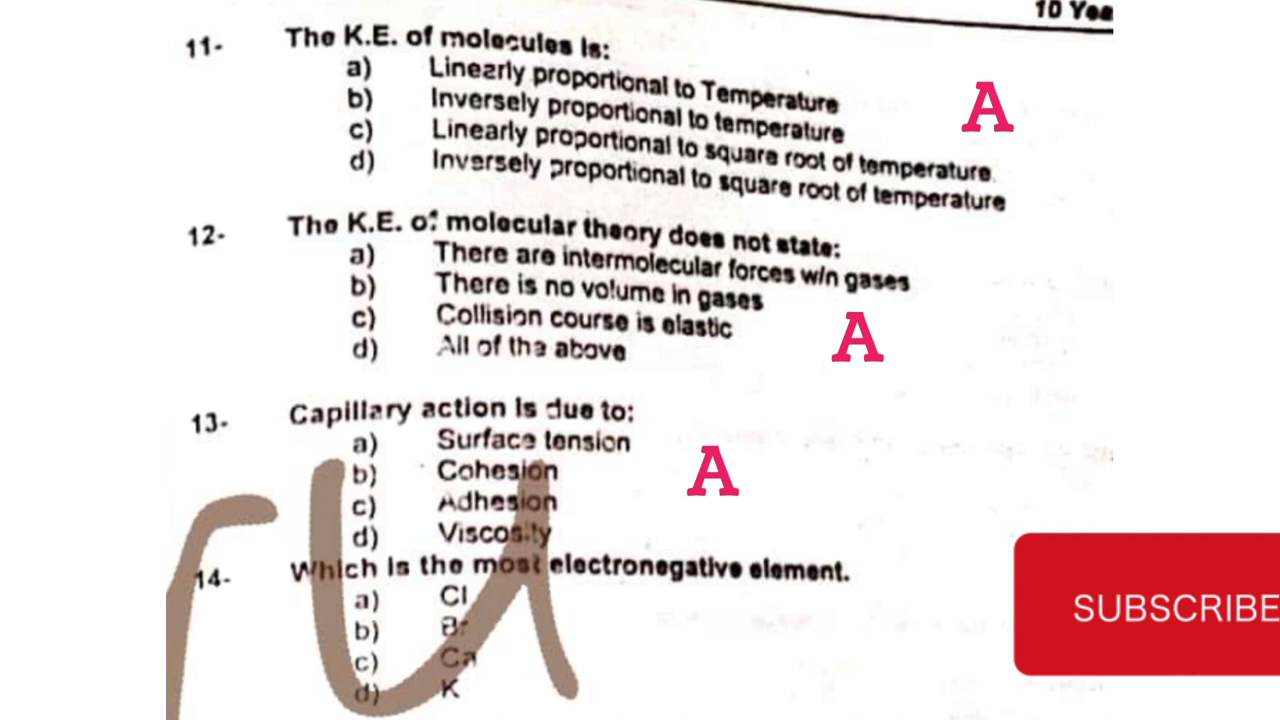 10 Yea
11- The K.E. of molecules is:
a) Linearly proportional to Temperature
b) Inversely proportional to temperature
c) Linearly proportional to square root of temperature.
d) Inversely proportional to square root of temperature
A
12- The K.E. of molecular theory does not state:
a) There are intermolecular forces w/n gases
b) There is no volume in gases
c) Collision course is elastic
d) All of the above
A
13- Capillary action is due to:
a) Surface tension
b) Cohesion
c) Adhesion
d) Viscosity
A
14- Which is the most electronegative element.
a) Cl
b) Br
c) Ca
d) K
SUBSCRIBE